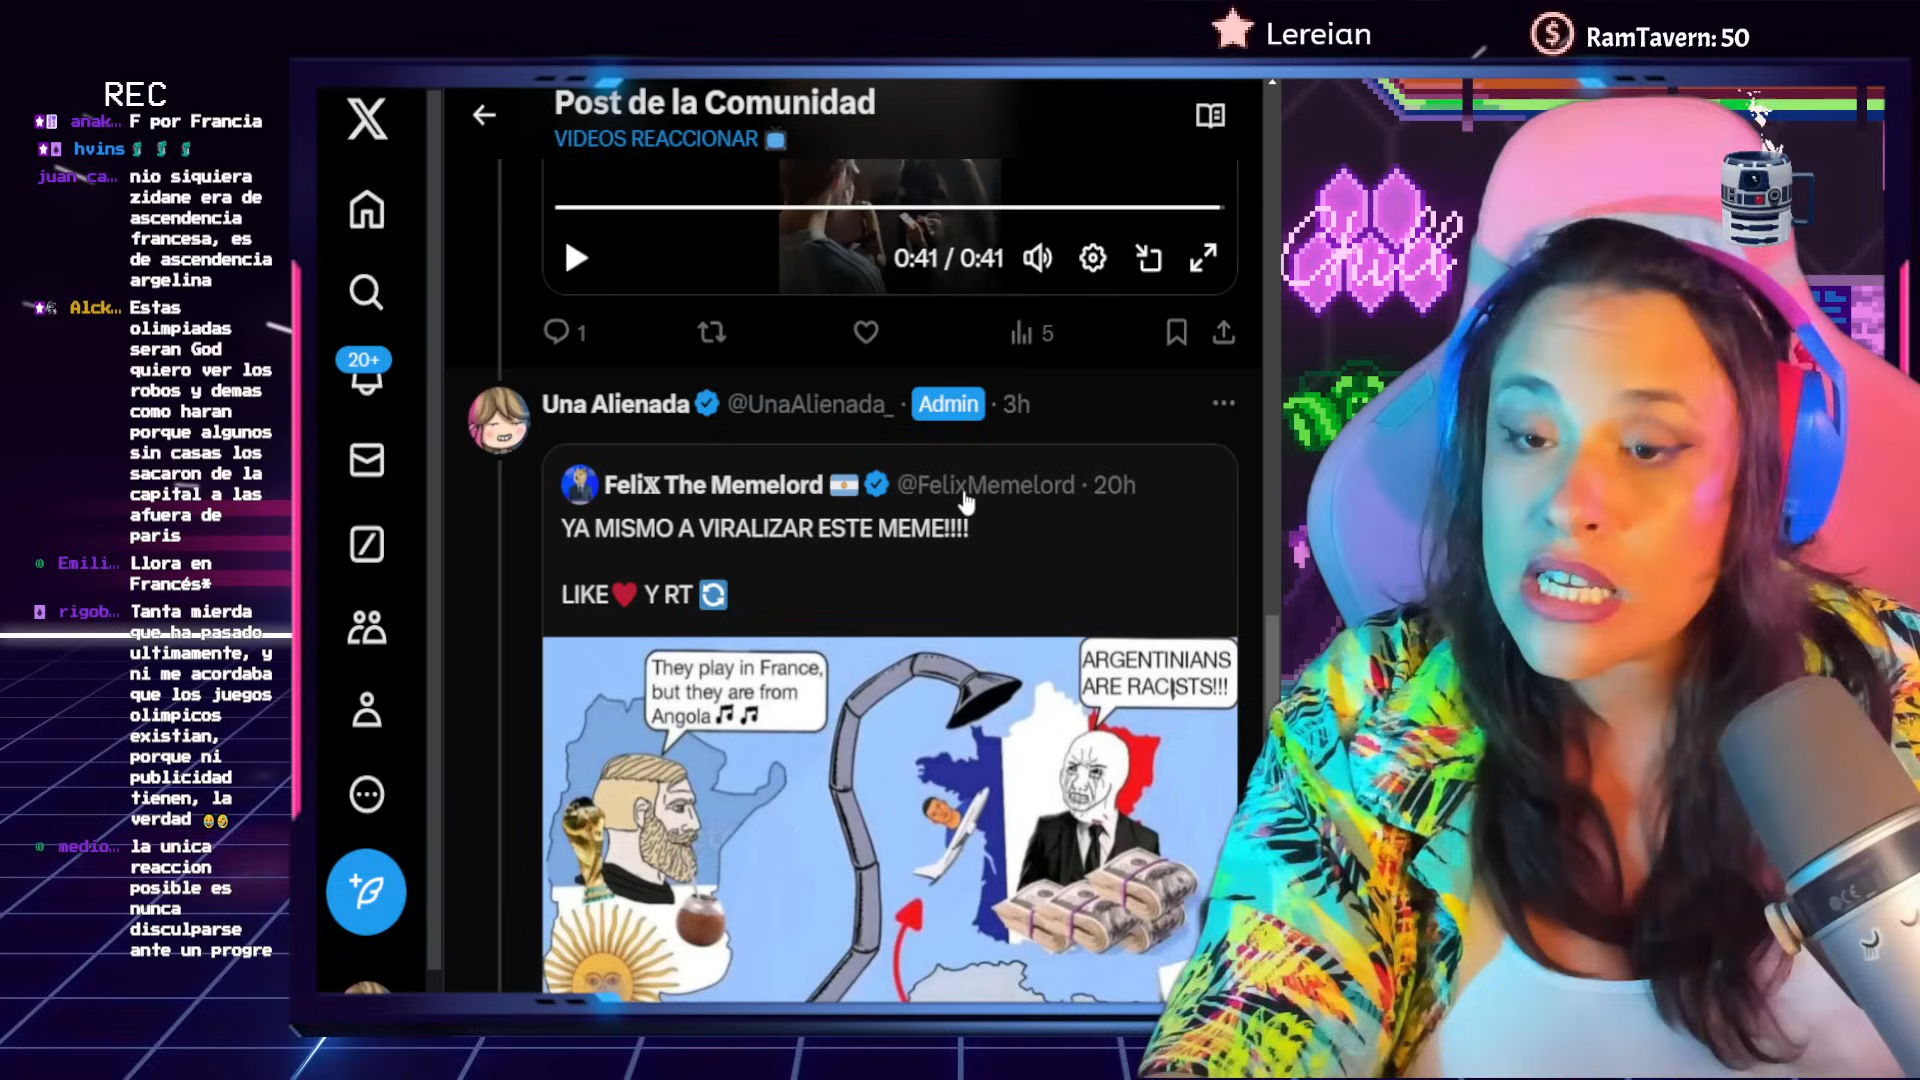 Lereian
RamTavern: 50
REC
anak... F por Francia
hvins
juan_ca... nio siquiera
zidane era de
ascendencia
francesa, es
de ascendencia
argelina
Alck... Estas
olimpiadas
seran God
quiero ver los
robos y demas
como haran
porque algunos
sin casas los
sacaron de la
capital a las
afuera de
paris
Emili... Llora en
Francés*
rigob... Tanta mierda
que ha pasado
ultimamente, y
ni me acordaba
que los juegos
olimpicos
existian,
porque ni
publicidad
tienen, la
verdad
medio... la unica
reaccion
posible es
nunca
disculparse
ante un progre
20+
Post de la Comunidad
VIDEOS REACCIONAR
0:41 / 0:41
1
5
Una Alienada @UnaAlienada_ · Admin · 3h
FeliX The Memelord @FelixMemelord · 20h
YA MISMO A VIRALIZAR ESTE MEME!!!!
LIKE Y RT
They play in France,
but they are from
Angola
ARGENTINIANS
ARE RACISTS!!!